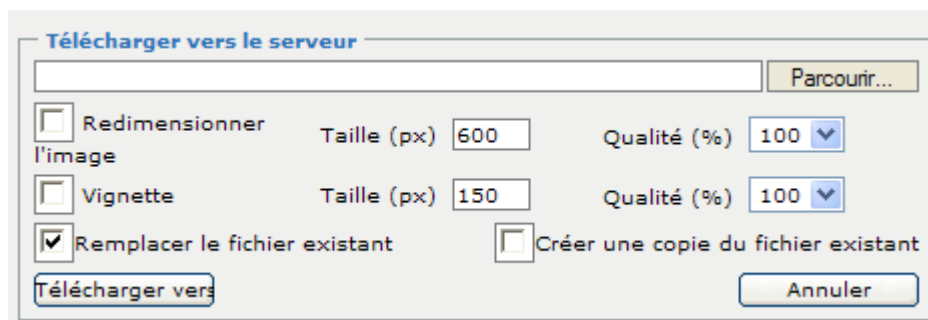 Télécharger vers le serveur
Parcourir...
Redimensionner l'image Taille (px) 600 Qualité (%) 100
Vignette Taille (px) 150 Qualité (%) 100
Remplacer le fichier existant Créer une copie du fichier existant
Télécharger vers Annuler